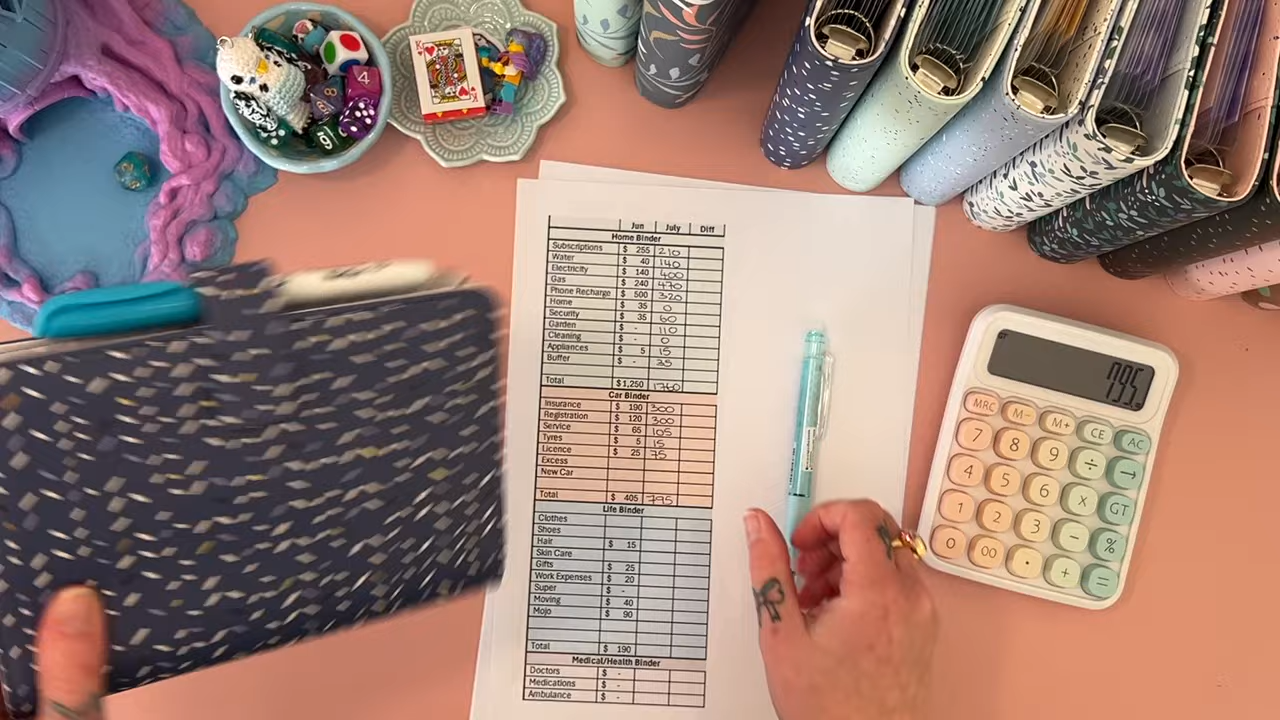 Jun July Diff
Home Binder
Subscriptions $ 255 210
Water $ 40 140
Electricity $ 140 400
Gas $ 240 470
Phone Recharge $ 500 320
Home $ 35 0
Security $ 35 60
Garden $ - 110
Cleaning $ - 0
Appliances $ 5 15
Buffer $ - 35
Total $1,250 1760
Car Binder
Insurance $ 190 300
Registration $ 120 300
Service $ 65 105
Tyres $ 5 15
Licence $ 25 75
Excess
New Car
Total $ 405 795
Life Binder
Clothes
Shoes
Hair $ 15
Skin Care
Gifts $ 25
Work Expenses $ 20
Super $ -
Moving $ 40
Mojo $ 90
Total $ 190
Medical/Health Binder
Doctors $ -
Medications $ -
Ambulance $ -
795.
MRC M- M+ CE AC
7 8 9 ÷ →
4 5 6 × GT
1 2 3 − %
0 00 · + =
K
K
4
8
9